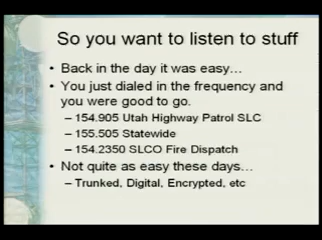 So you want to listen to stuff
• Back in the day it was easy…
• You just dialed in the frequency and
you were good to go.
– 154.905 Utah Highway Patrol SLC
– 155.505 Statewide
– 154.2350 SLCO Fire Dispatch
• Not quite as easy these days…
– Trunked, Digital, Encrypted, etc